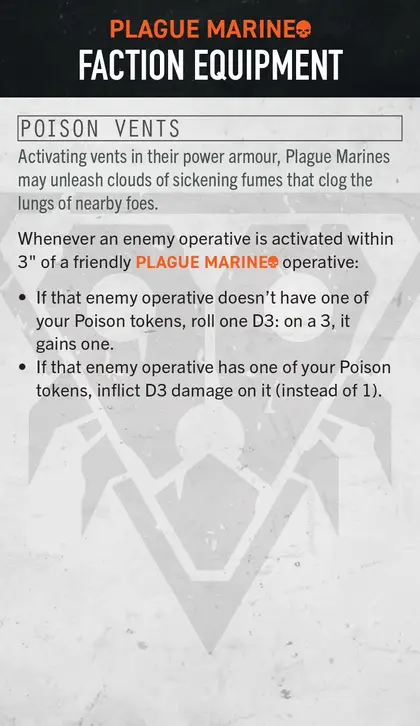 PLAGUE MARINE
FACTION EQUIPMENT
POISON VENTS
Activating vents in their power armour, Plague Marines
may unleash clouds of sickening fumes that clog the
lungs of nearby foes.
Whenever an enemy operative is activated within
3" of a friendly PLAGUE MARINE operative:
• If that enemy operative doesn’t have one of
your Poison tokens, roll one D3: on a 3, it
gains one.
• If that enemy operative has one of your Poison
tokens, inflict D3 damage on it (instead of 1).